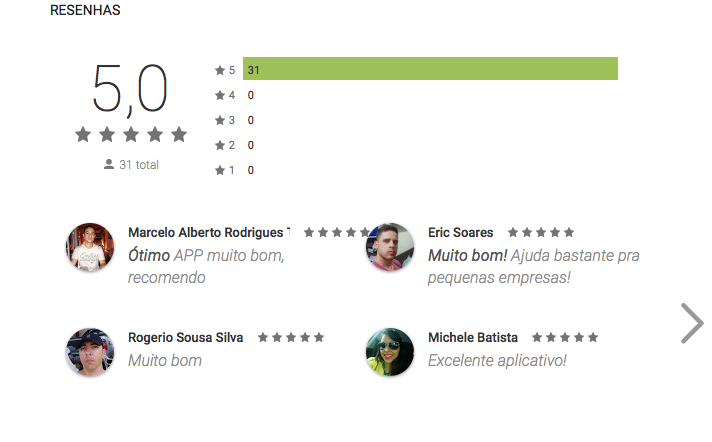 RESENHAS
5,0
31 total
5 31
4 0
3 0
2 0
1 0
Marcelo Alberto Rodrigues
Ótimo APP muito bom,
recomendo
Eric Soares
Muito bom! Ajuda bastante pra
pequenas empresas!
Rogerio Sousa Silva
Muito bom
Michele Batista
Excelente aplicativo!